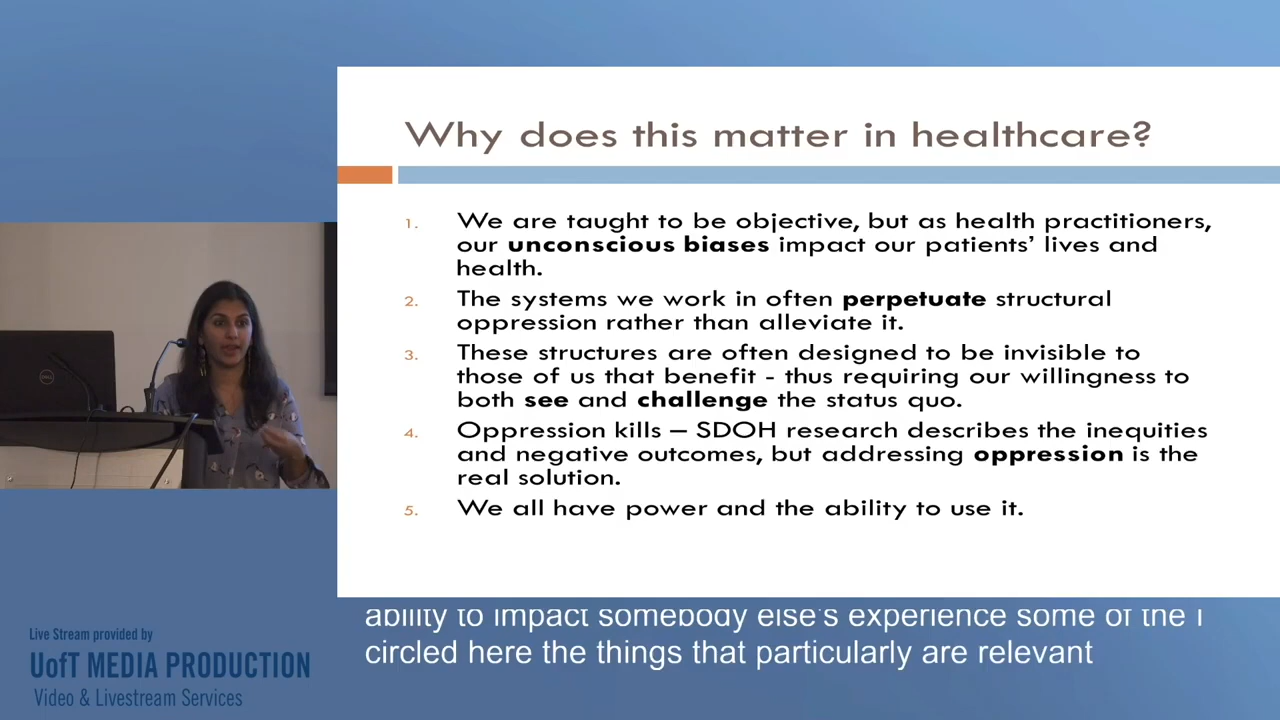 Why does this matter in healthcare?
1. We are taught to be objective, but as health practitioners,
our unconscious biases impact our patients’ lives and
health.
2. The systems we work in often perpetuate structural
oppression rather than alleviate it.
3. These structures are often designed to be invisible to
those of us that benefit - thus requiring our willingness to
both see and challenge the status quo.
4. Oppression kills – SDOH research describes the inequities
and negative outcomes, but addressing oppression is the
real solution.
5. We all have power and the ability to use it.
ability to impact somebody else's experience some of the I
circled here the things that particularly are relevant
Live Stream provided by
UofT MEDIA PRODUCTION
Video & Livestream Services
DELL